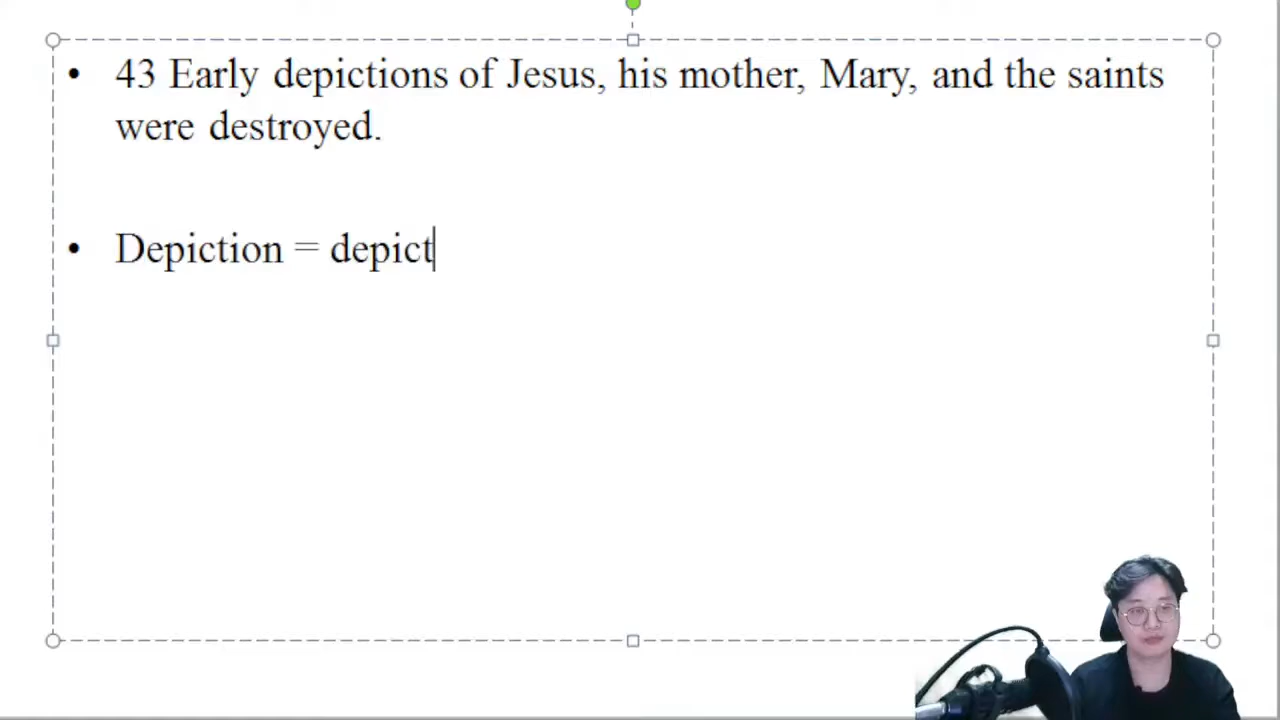 • 43 Early depictions of Jesus, his mother, Mary, and the saints
were destroyed.
• Depiction = depict